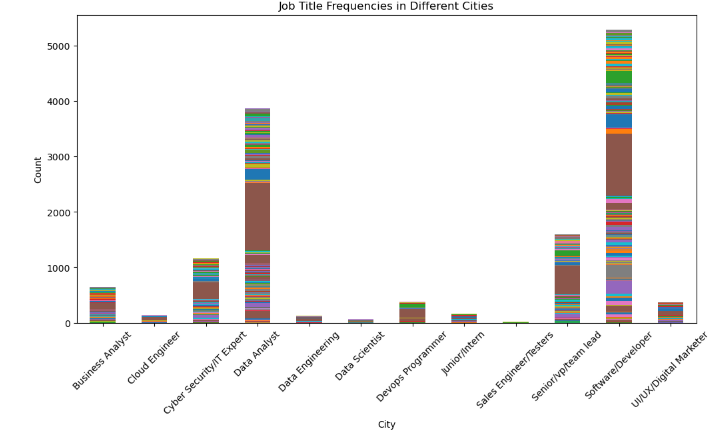 Job Title Frequencies in Different Cities
5000
4000
3000
2000
1000
0
Count
Business Analyst
Cloud Engineer
Cyber Security/IT Expert
Data Analyst
Data Engineering
Data Scientist
Devops Programmer
Junior/Intern
Sales Engineer/Testers
Senior/vp/team lead
Software/Developer
UI/UX/Digital Marketer
City